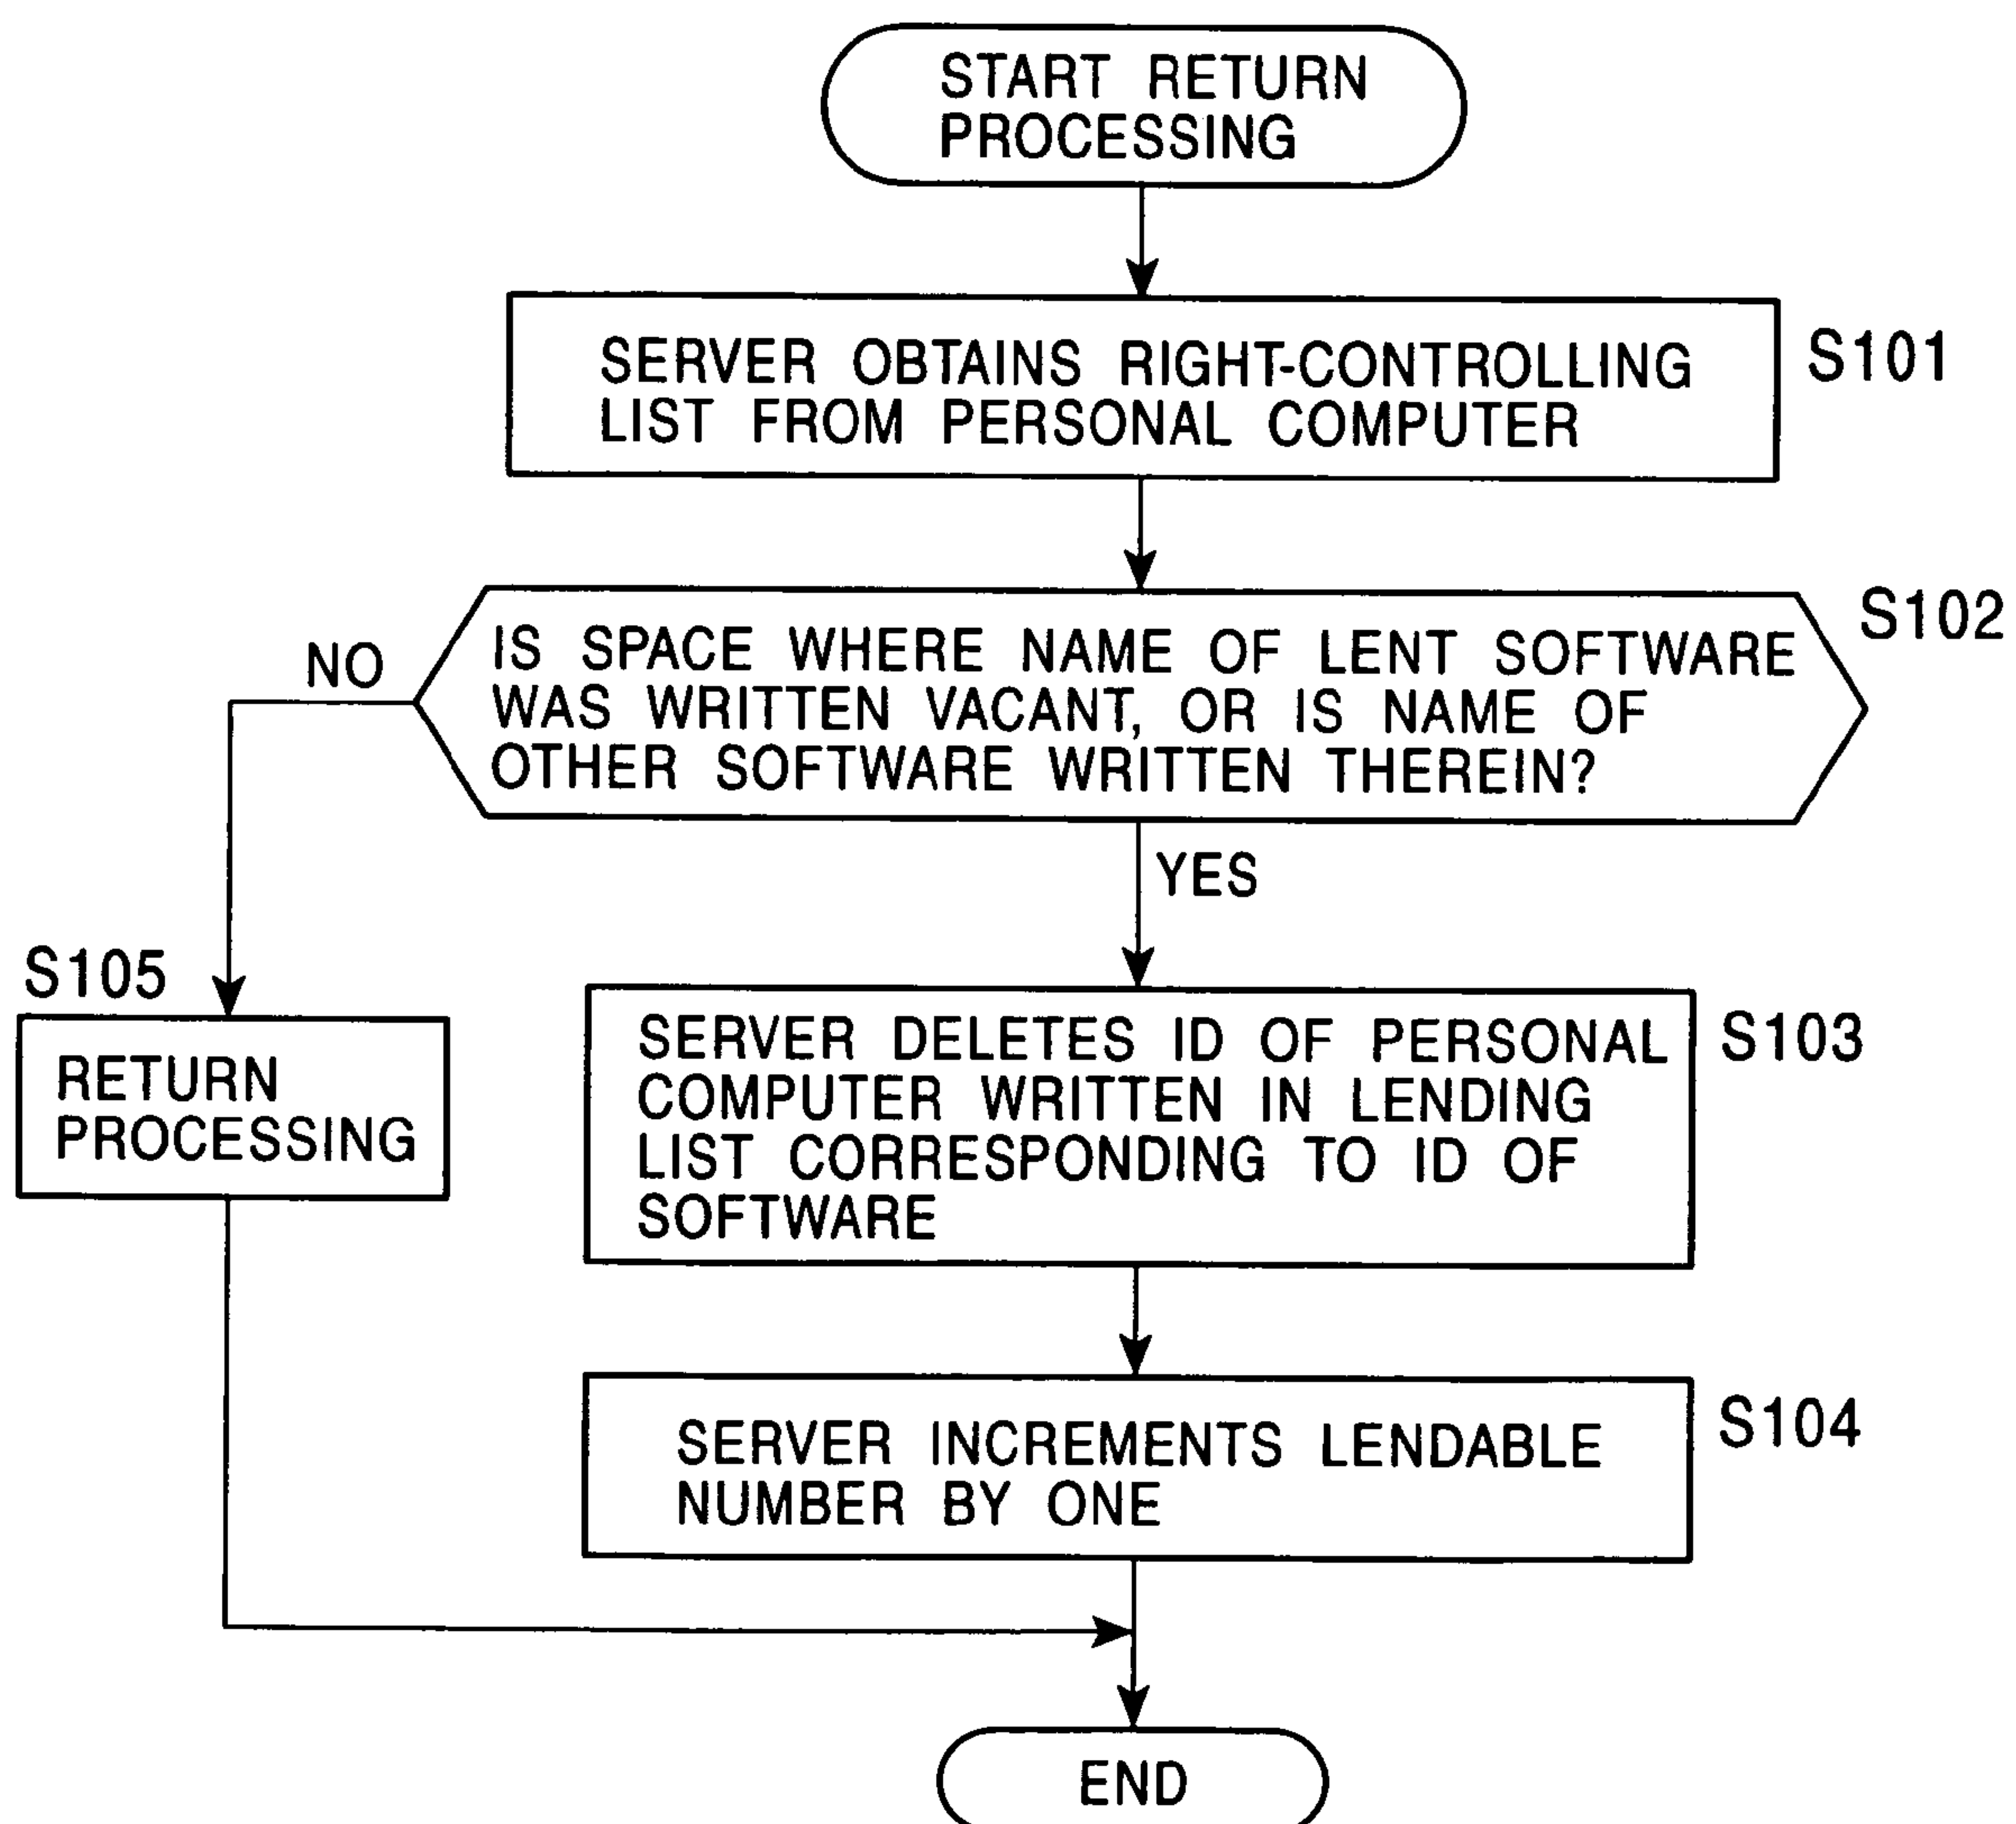 START RETURN
PROCESSING
SERVER OBTAINS RIGHT-CONTROLLING
LIST FROM PERSONAL COMPUTER
S101
IS SPACE WHERE NAME OF LENT SOFTWARE
WAS WRITTEN VACANT, OR IS NAME OF
OTHER SOFTWARE WRITTEN THEREIN?
S102
NO
YES
S105
RETURN
PROCESSING
SERVER DELETES ID OF PERSONAL
COMPUTER WRITTEN IN LENDING
LIST CORRESPONDING TO ID OF
SOFTWARE
S103
SERVER INCREMENTS LENDABLE
NUMBER BY ONE
S104
END